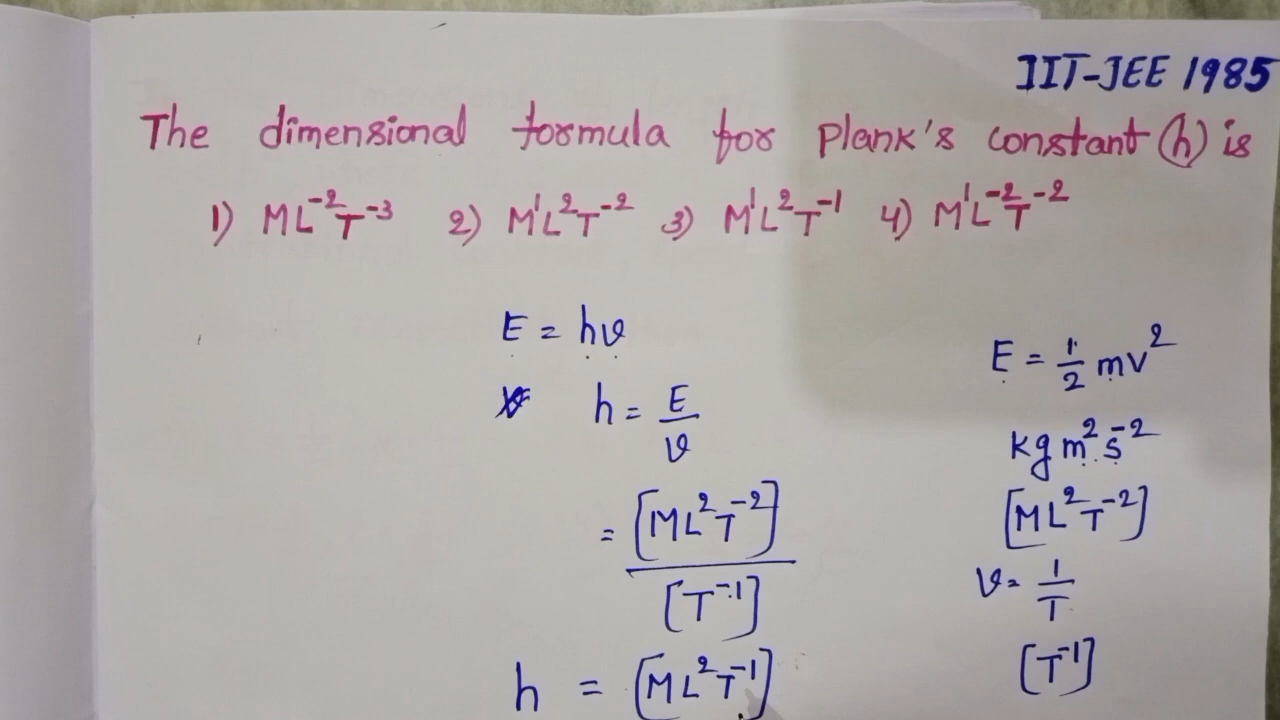 IIT-JEE 1985
The dimensional formula for Plank's constant (h) is
1) ML⁻²T⁻³ 2) M¹L²T⁻² 3) M¹L²T⁻¹ 4) M¹L⁻²T⁻²
E = hν
h = E/ν
= [ML²T⁻²]/[T⁻¹]
h = [ML²T⁻¹]
E = 1/2 mv²
kg m² s⁻²
[ML²T⁻²]
ν = 1/T
[T⁻¹]